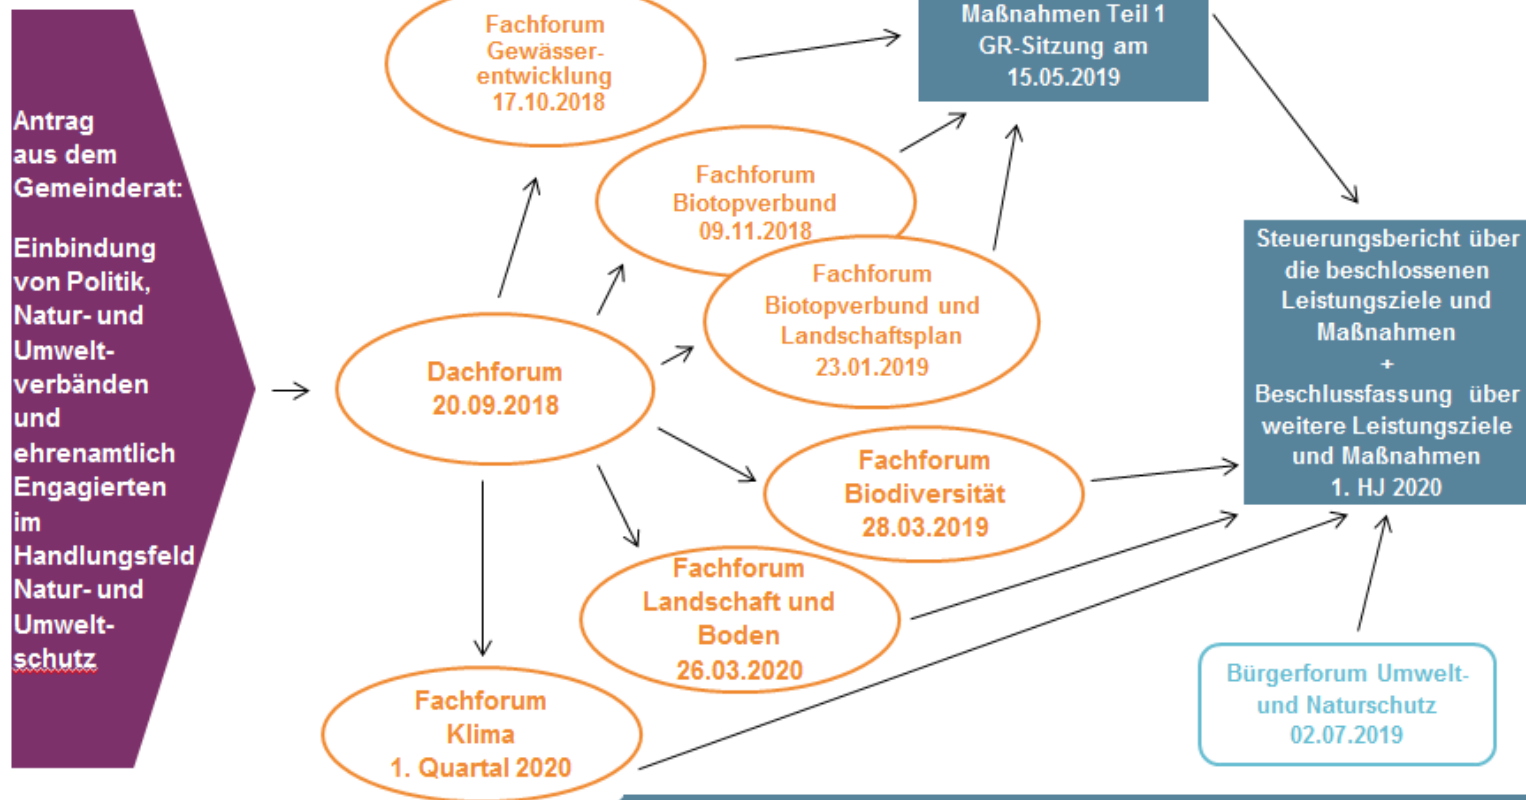 Antrag
aus dem
Gemeinderat:
Einbindung
von Politik,
Natur- und
Umwelt-
verbänden
und
ehrenamtlich
Engagierten
im
Handlungsfeld
Natur- und
Umwelt-
schutz
Fachforum
Gewässer-
entwicklung
17.10.2018
Maßnahmen Teil 1
GR-Sitzung am
15.05.2019
Fachforum
Biotopverbund
09.11.2018
Fachforum
Biotopverbund und
Landschaftsplan
23.01.2019
Dachforum
20.09.2018
Fachforum
Biodiversität
28.03.2019
Fachforum
Landschaft und
Boden
26.03.2020
Fachforum
Klima
1. Quartal 2020
Steuerungsbericht über
die beschlossenen
Leistungsziele und
Maßnahmen
+
Beschlussfassung über
weitere Leistungsziele
und Maßnahmen
1. HJ 2020
Bürgerforum Umwelt-
und Naturschutz
02.07.2019